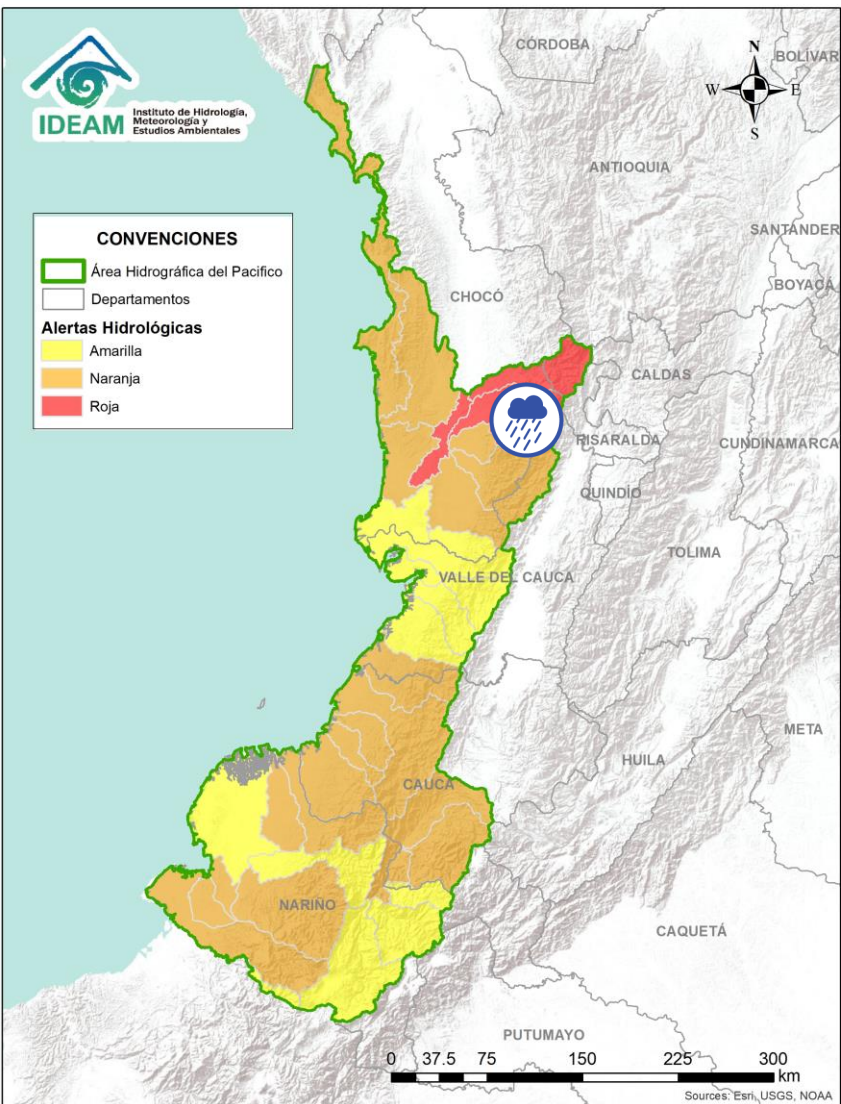 IDEAM
Instituto de Hidrología,
Meteorología y
Estudios Ambientales
N
W E
S
CONVENCIONES
Área Hidrográfica del Pacifico
Departamentos
Alertas Hidrológicas
Amarilla
Naranja
Roja
CÓRDOBA
BOLÍVAR
ANTIOQUIA
SANTANDER
BOYACÁ
CHOCÓ
CALDAS
RISARALDA
CUNDINAMARCA
QUINDÍO
TOLIMA
VALLE DEL CAUCA
META
HUILA
CAUCA
NARIÑO
CAQUETÁ
PUTUMAYO
0 37.5 75 150 225 300
km
Sources: Esri, USGS, NOAA